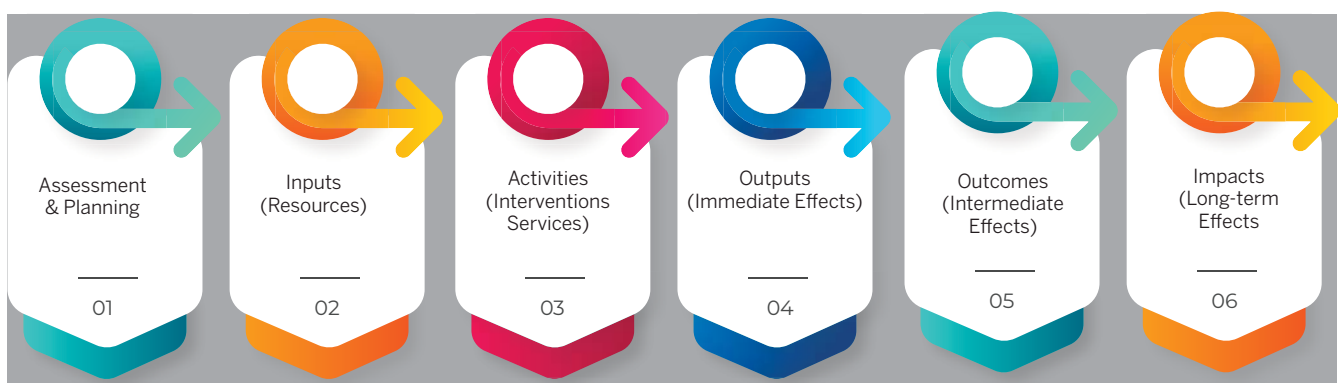 Assessment
& Planning
01
Inputs
(Resources)
02
Activities
(Interventions
Services)
03
Outputs
(Immediate Effects)
04
Outcomes
(Intermediate
Effects)
05
Impacts
(Long-term
Effects
06